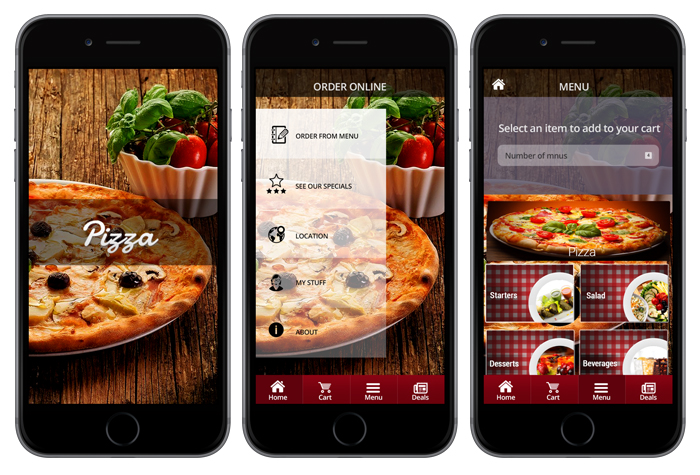 Pizza
ORDER ONLINE
ORDER FROM MENU
SEE OUR SPECIALS
LOCATION
MY STUFF
ABOUT
Home Cart Menu Deals
MENU
Select an item to add to your cart
Number of mnus
Pizza
Starters Salad
Desserts Beverages
Home Cart Menu Deals